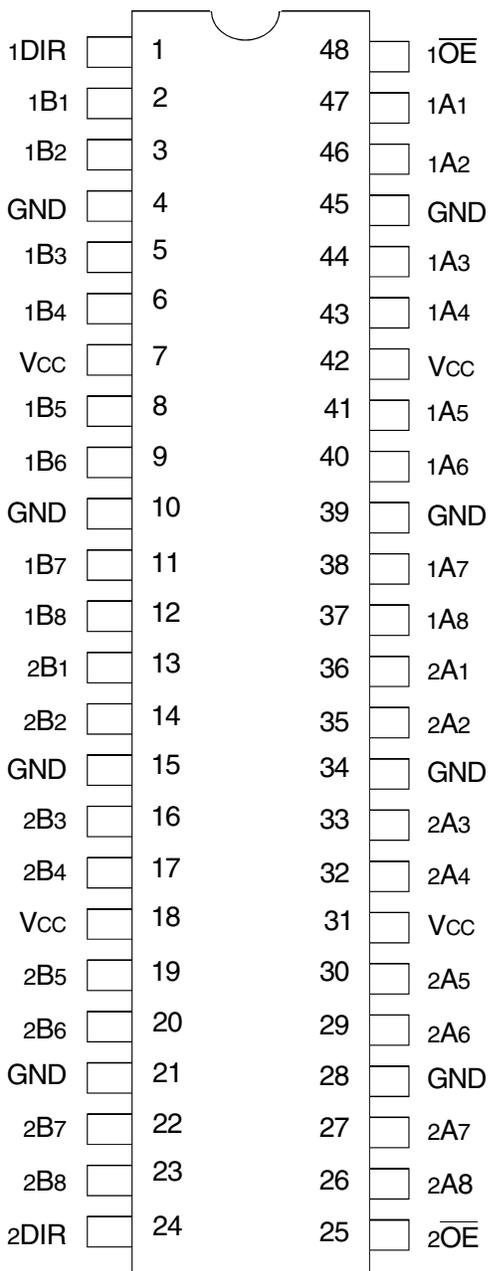 1DIR 1 48 1O̅E̅
1B1 2 47 1A1
1B2 3 46 1A2
GND 4 45 GND
1B3 5 44 1A3
1B4 6 43 1A4
VCC 7 42 VCC
1B5 8 41 1A5
1B6 9 40 1A6
GND 10 39 GND
1B7 11 38 1A7
1B8 12 37 1A8
2B1 13 36 2A1
2B2 14 35 2A2
GND 15 34 GND
2B3 16 33 2A3
2B4 17 32 2A4
VCC 18 31 VCC
2B5 19 30 2A5
2B6 20 29 2A6
GND 21 28 GND
2B7 22 27 2A7
2B8 23 26 2A8
2DIR 24 25 2O̅E̅